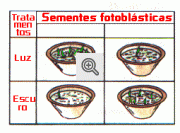 Trata
men
tos
Sementes fotoblásticas
Luz
Escu
ro